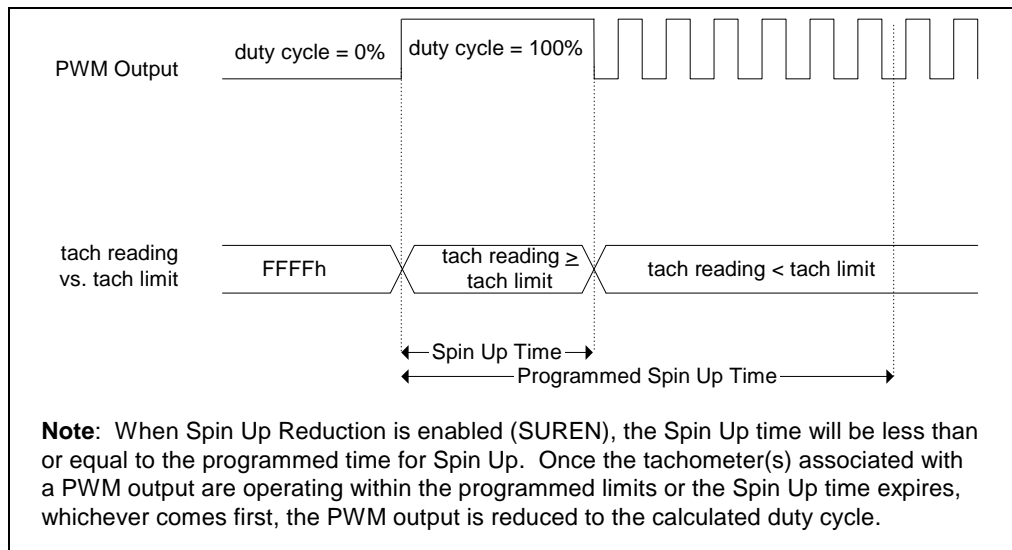 duty cycle = 0%
duty cycle = 100%
PWM Output
tach reading
vs. tach limit
FFFFh
tach reading ≥
tach limit
tach reading < tach limit
Spin Up Time
Programmed Spin Up Time
Note: When Spin Up Reduction is enabled (SUREN), the Spin Up time will be less than
or equal to the programmed time for Spin Up. Once the tachometer(s) associated with
a PWM output are operating within the programmed limits or the Spin Up time expires,
whichever comes first, the PWM output is reduced to the calculated duty cycle.